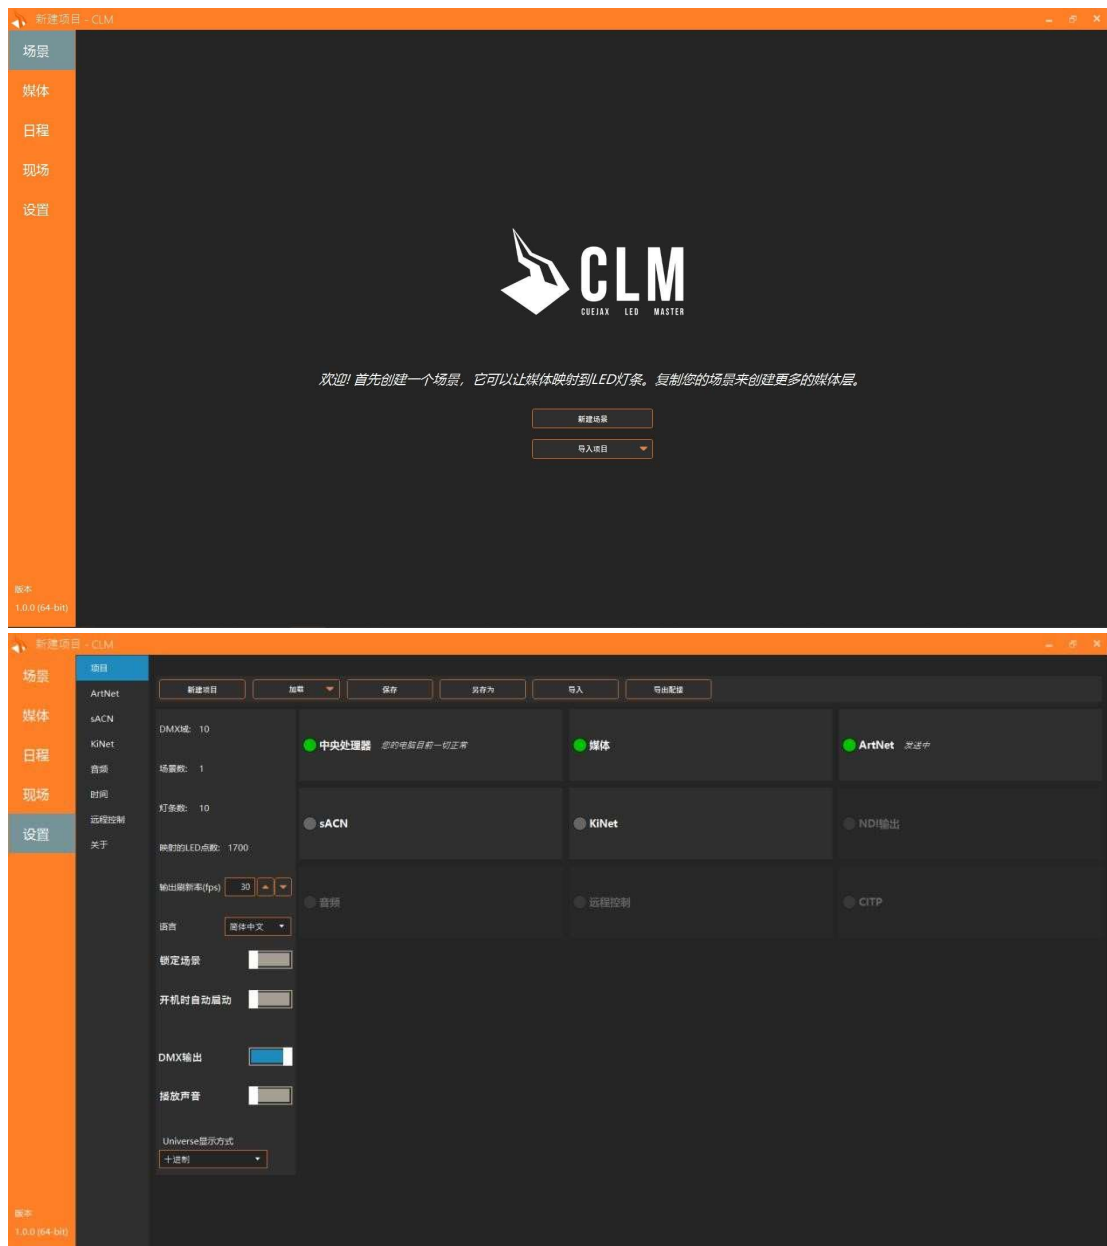 新建项目 - CLM
场景
媒体
日程
现场
设置
CLM
CUEJAX LED MASTER
欢迎! 首先创建一个场景，它可以让媒体映射到LED灯条。复制您的场景来创建更多的媒体层。
新建场景
导入项目
版本
1.0.0 (64-bit)
新建项目 - CLM
场景
媒体
日程
现场
设置
版本
1.0.0 (64-bit)
项目
ArtNet
sACN
KiNet
音频
时间
远程控制
关于
新建项目 加载 保存 另存为 导入 导出配值
DMX域: 10
场景数: 1
灯条数: 10
映射的LED点数: 1700
输出刷新率(fps) 30
语言 简体中文
锁定场景
开机时自动启动
DMX输出
播放声音
Universe显示方式
十进制
中央处理器 您的电脑目前一切正常 媒体 ArtNet 发送中
sACN KiNet NDI输出
音频 远程控制 CITP